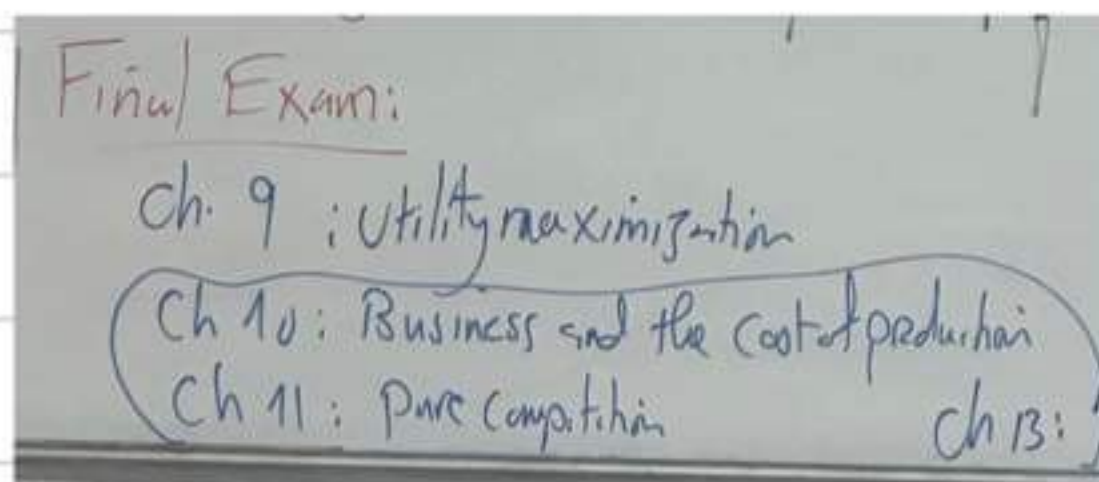 Final Exam:
Ch. 9 : Utility maximization
Ch 10: Business and the cost of production
Ch 11: Pure Competition Ch 13: